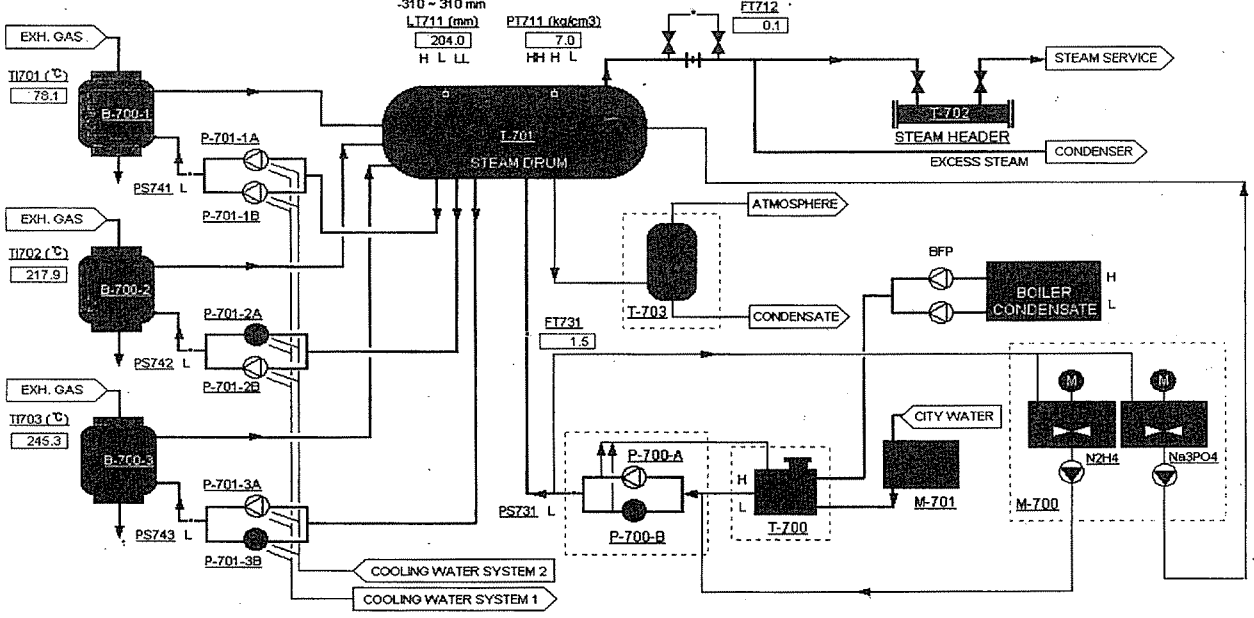 -310 ~ 310 mm
LT711 (mm)
204.0
H L LL
PT711 (kg/cm3)
7.0
HH H L
FT712
0.1
EXH. GAS
TI701 (℃)
78.1
B-700-1
P-701-1A
PS741 L
P-701-1B
T-701
STEAM DRUM
STEAM SERVICE
T-702
STEAM HEADER
EXCESS STEAM
CONDENSER
EXH. GAS
TI702 (℃)
217.9
B-700-2
P-701-2A
PS742 L
P-701-2B
ATMOSPHERE
T-703
CONDENSATE
BFP
BOILER
CONDENSATE
H
L
FT731
1.5
EXH. GAS
TI703 (℃)
245.3
B-700-3
P-701-3A
PS743 L
P-701-3B
CITY WATER
M-701
P-700-A
PS731 L
P-700-B
H
L
T-700
M
M
N2H4
Na3PO4
M-700
COOLING WATER SYSTEM 2
COOLING WATER SYSTEM 1